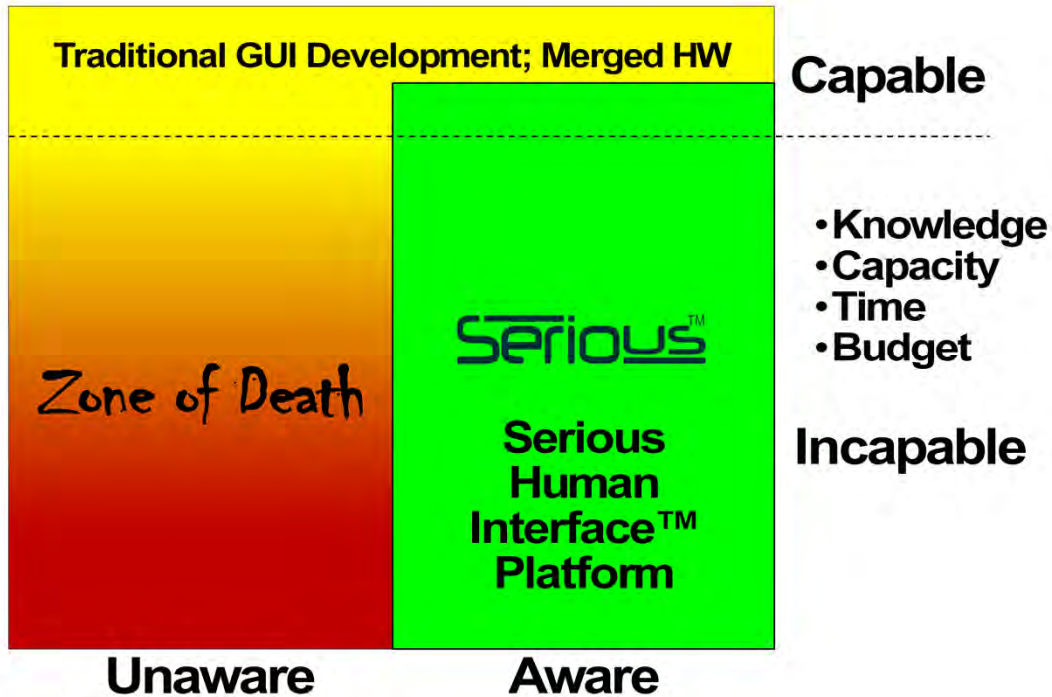 Traditional GUI Development; Merged HW
Capable
•Knowledge
•Capacity
•Time
•Budget
Serious™
Zone of Death
Serious
Human
Interface™
Platform
Incapable
Unaware
Aware